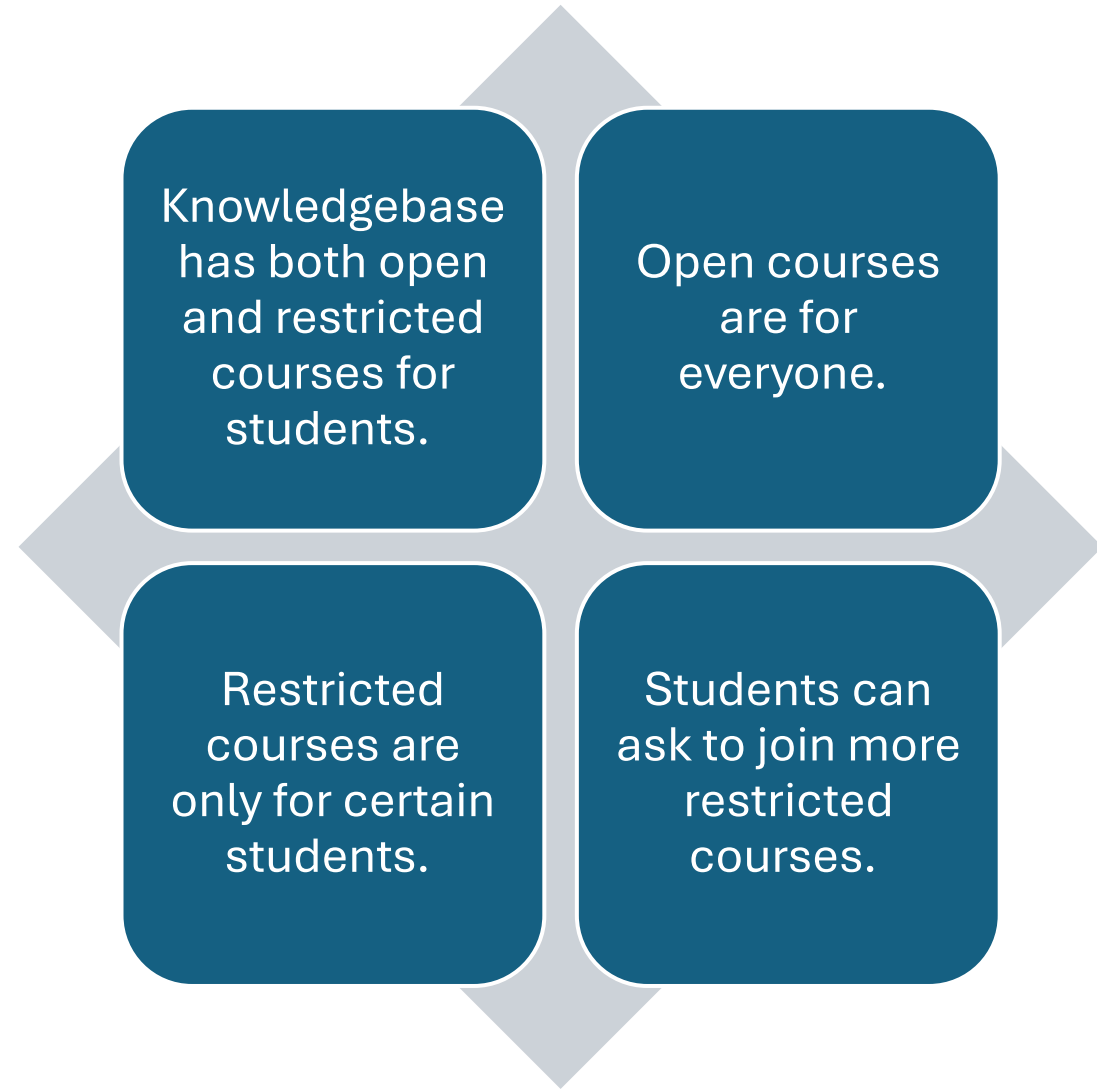 Knowledgebase
has both open
and restricted
courses for
students.
Open courses
are for
everyone.
Restricted
courses are
only for certain
students.
Students can
ask to join more
restricted
courses.